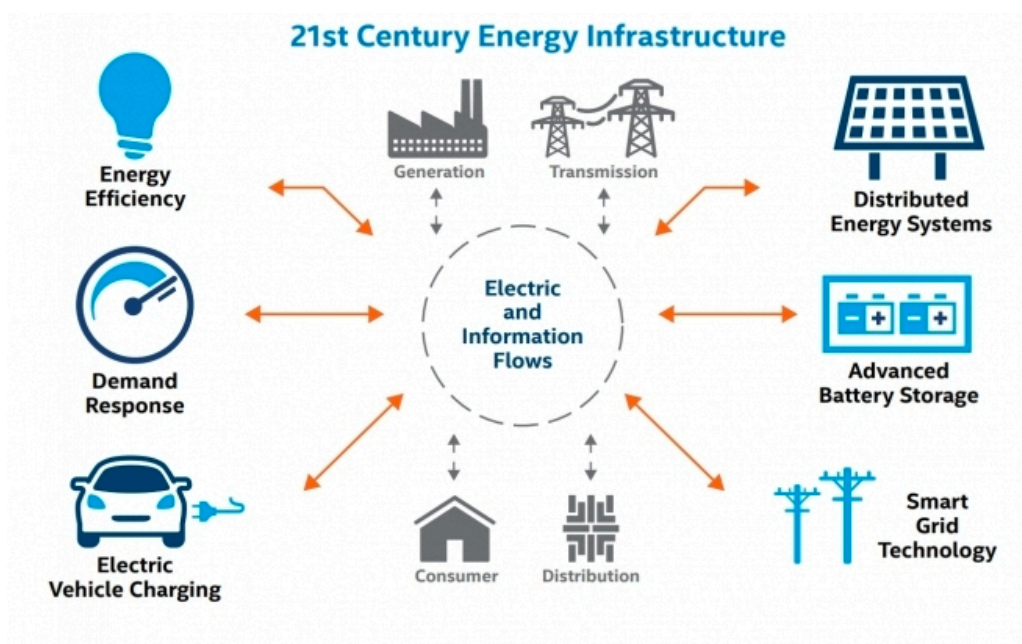 21st Century Energy Infrastructure
Generation
Transmission
Energy
Efficiency
Distributed
Energy Systems
Electric
and
Information
Flows
Demand
Response
Advanced
Battery Storage
Electric
Vehicle Charging
Consumer
Distribution
Smart
Grid
Technology